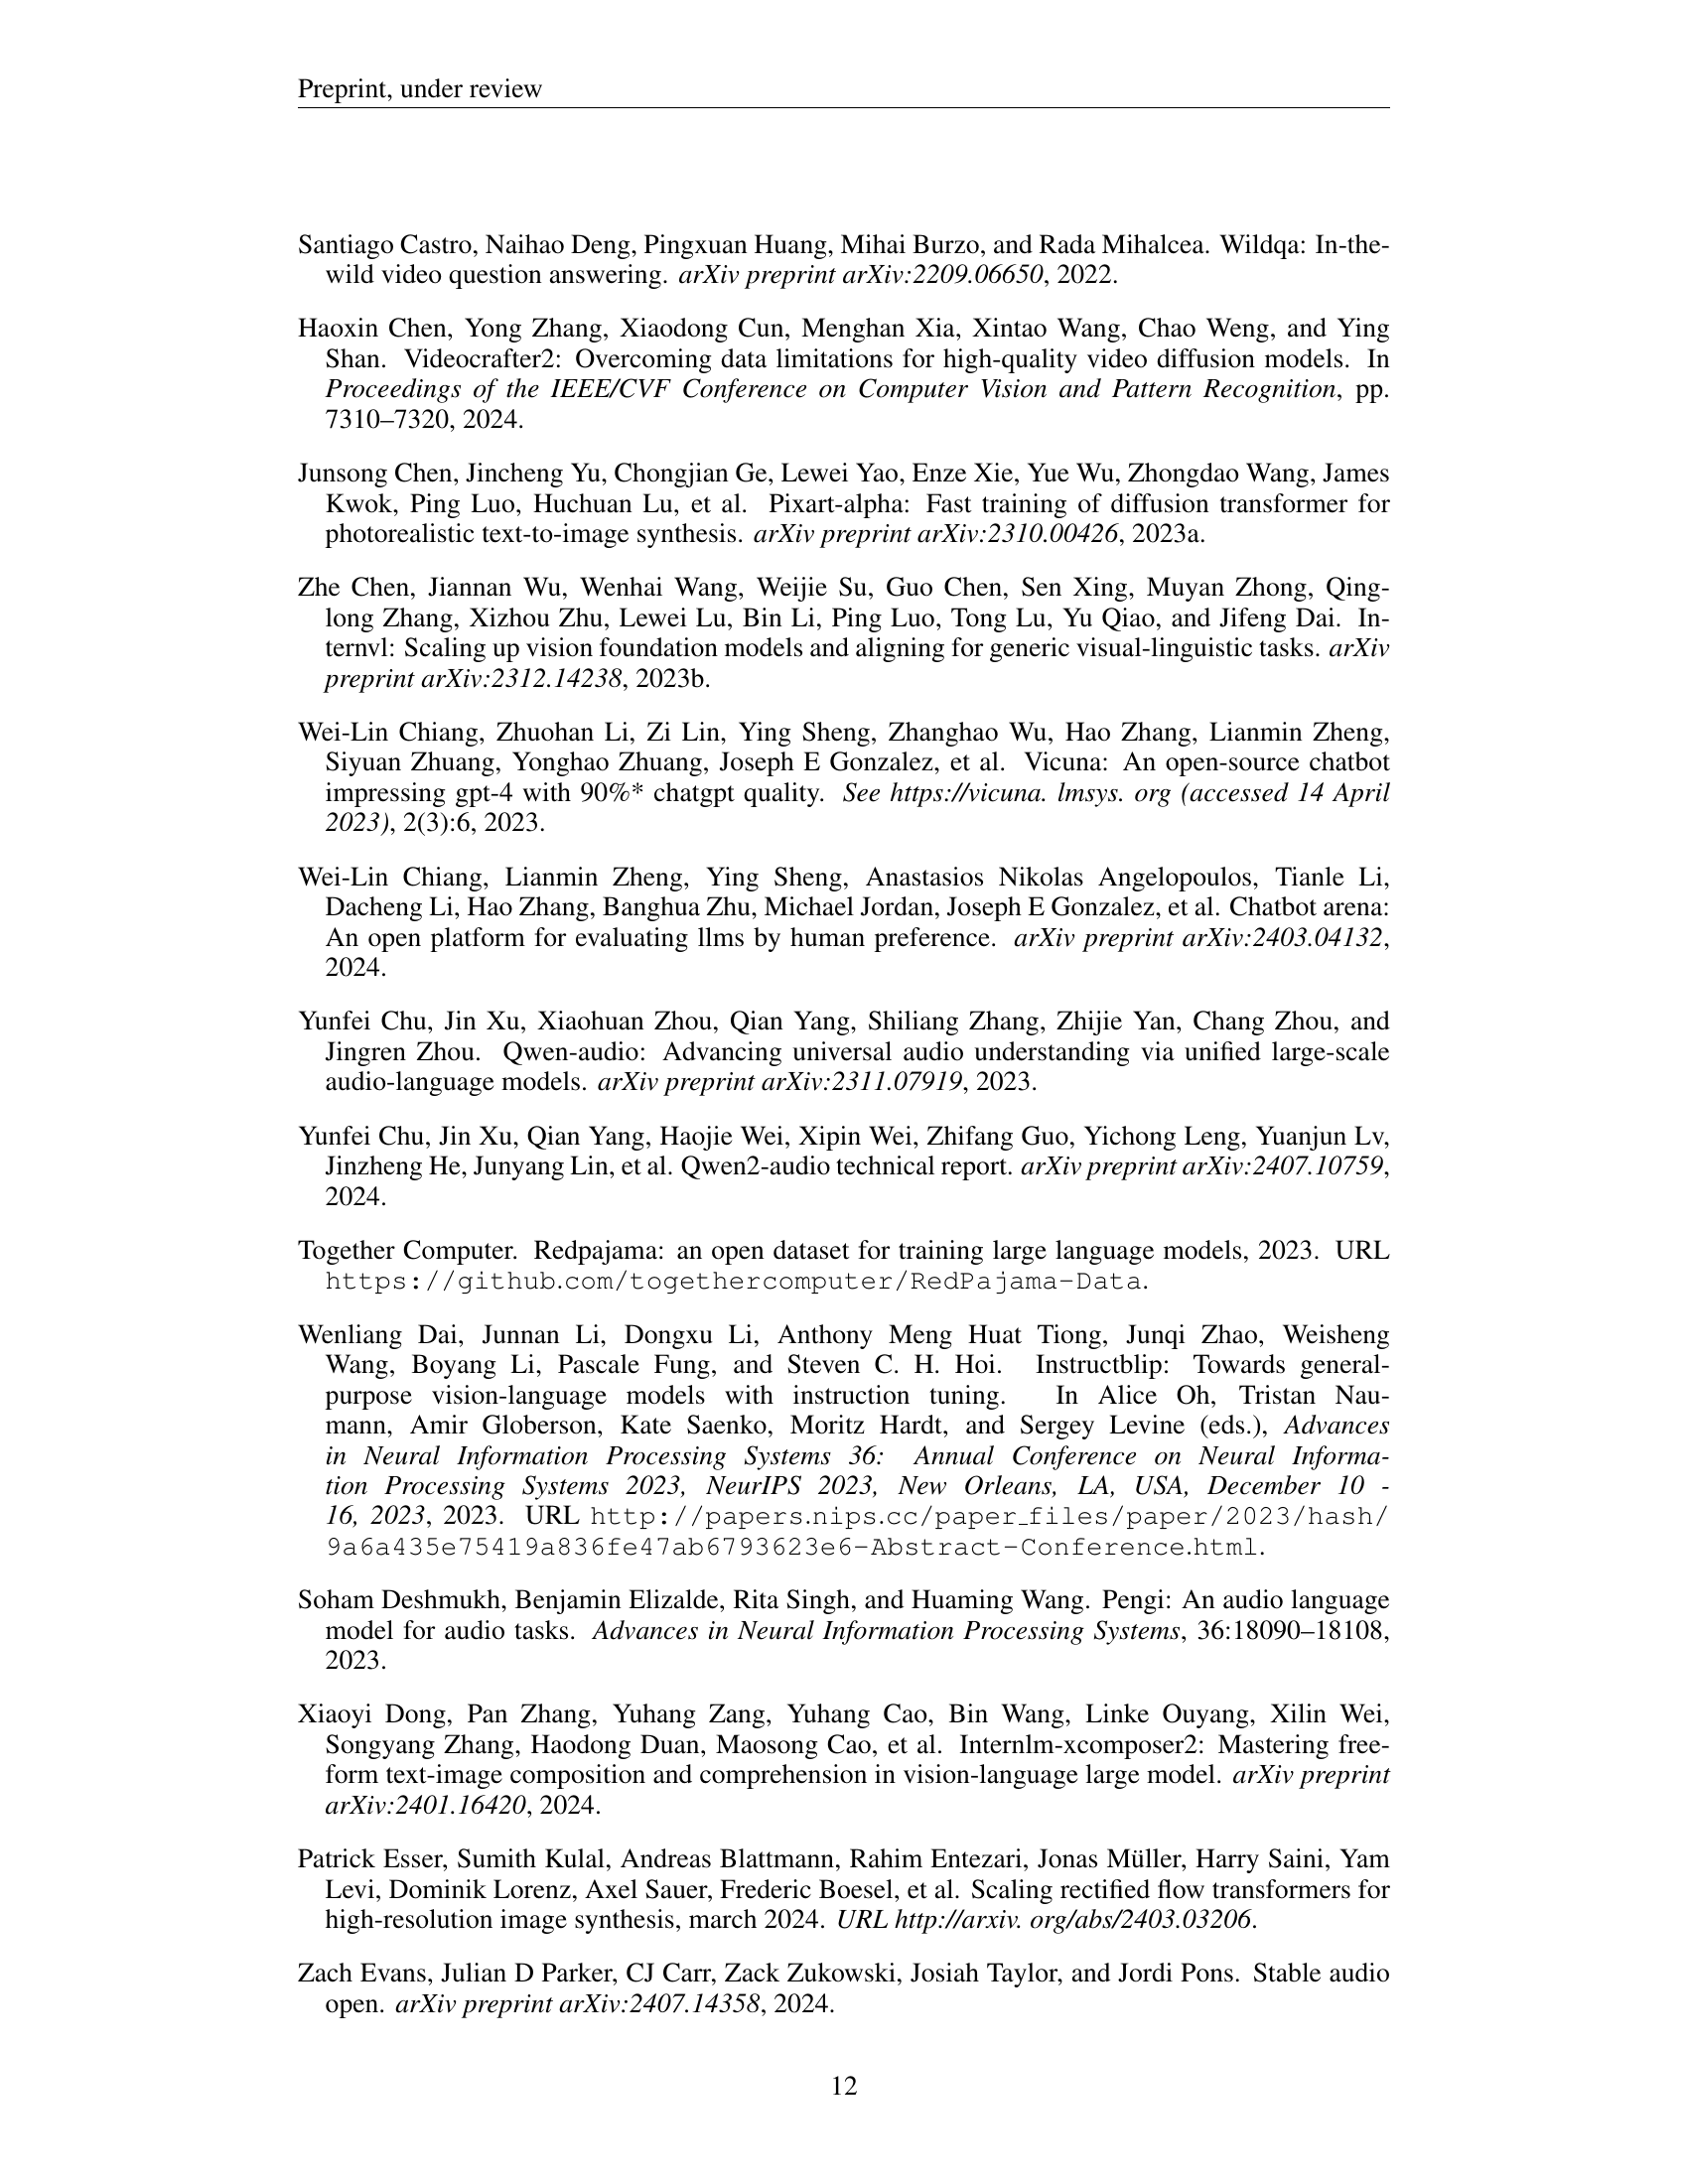 Preprint, under review
Santiago Castro, Naihao Deng, Pingxuan Huang, Mihai Burzo, and Rada Mihalcea. Wildqa: In-the-
wild video question answering. arXiv preprint arXiv:2209.06650, 2022.
Haoxin Chen, Yong Zhang, Xiaodong Cun, Menghan Xia, Xintao Wang, Chao Weng, and Ying
Shan. Videocrafter2: Overcoming data limitations for high-quality video diffusion models. In
Proceedings of the IEEE/CVF Conference on Computer Vision and Pattern Recognition, pp.
7310–7320, 2024.
Junsong Chen, Jincheng Yu, Chongjian Ge, Lewei Yao, Enze Xie, Yue Wu, Zhongdao Wang, James
Kwok, Ping Luo, Huchuan Lu, et al. Pixart-alpha: Fast training of diffusion transformer for
photorealistic text-to-image synthesis. arXiv preprint arXiv:2310.00426, 2023a.
Zhe Chen, Jiannan Wu, Wenhai Wang, Weijie Su, Guo Chen, Sen Xing, Muyan Zhong, Qing-
long Zhang, Xizhou Zhu, Lewei Lu, Bin Li, Ping Luo, Tong Lu, Yu Qiao, and Jifeng Dai. In-
ternvl: Scaling up vision foundation models and aligning for generic visual-linguistic tasks. arXiv
preprint arXiv:2312.14238, 2023b.
Wei-Lin Chiang, Zhuohan Li, Zi Lin, Ying Sheng, Zhanghao Wu, Hao Zhang, Lianmin Zheng,
Siyuan Zhuang, Yonghao Zhuang, Joseph E Gonzalez, et al. Vicuna: An open-source chatbot
impressing gpt-4 with 90%* chatgpt quality. See https://vicuna. lmsys. org (accessed 14 April
2023), 2(3):6, 2023.
Wei-Lin Chiang, Lianmin Zheng, Ying Sheng, Anastasios Nikolas Angelopoulos, Tianle Li,
Dacheng Li, Hao Zhang, Banghua Zhu, Michael Jordan, Joseph E Gonzalez, et al. Chatbot arena:
An open platform for evaluating llms by human preference. arXiv preprint arXiv:2403.04132,
2024.
Yunfei Chu, Jin Xu, Xiaohuan Zhou, Qian Yang, Shiliang Zhang, Zhijie Yan, Chang Zhou, and
Jingren Zhou. Qwen-audio: Advancing universal audio understanding via unified large-scale
audio-language models. arXiv preprint arXiv:2311.07919, 2023.
Yunfei Chu, Jin Xu, Qian Yang, Haojie Wei, Xipin Wei, Zhifang Guo, Yichong Leng, Yuanjun Lv,
Jinzheng He, Junyang Lin, et al. Qwen2-audio technical report. arXiv preprint arXiv:2407.10759,
2024.
Together Computer. Redpajama: an open dataset for training large language models, 2023. URL
https://github.com/togethercomputer/RedPajama-Data.
Wenliang Dai, Junnan Li, Dongxu Li, Anthony Meng Huat Tiong, Junqi Zhao, Weisheng
Wang, Boyang Li, Pascale Fung, and Steven C. H. Hoi. Instructblip: Towards general-
purpose vision-language models with instruction tuning. In Alice Oh, Tristan Nau-
mann, Amir Globerson, Kate Saenko, Moritz Hardt, and Sergey Levine (eds.), Advances
in Neural Information Processing Systems 36: Annual Conference on Neural Informa-
tion Processing Systems 2023, NeurIPS 2023, New Orleans, LA, USA, December 10 -
16, 2023, 2023. URL http://papers.nips.cc/paper_files/paper/2023/hash/
9a6a435e75419a836fe47ab6793623e6-Abstract-Conference.html.
Soham Deshmukh, Benjamin Elizalde, Rita Singh, and Huaming Wang. Pengi: An audio language
model for audio tasks. Advances in Neural Information Processing Systems, 36:18090–18108,
2023.
Xiaoyi Dong, Pan Zhang, Yuhang Zang, Yuhang Cao, Bin Wang, Linke Ouyang, Xilin Wei,
Songyang Zhang, Haodong Duan, Maosong Cao, et al. Internlm-xcomposer2: Mastering free-
form text-image composition and comprehension in vision-language large model. arXiv preprint
arXiv:2401.16420, 2024.
Patrick Esser, Sumith Kulal, Andreas Blattmann, Rahim Entezari, Jonas Müller, Harry Saini, Yam
Levi, Dominik Lorenz, Axel Sauer, Frederic Boesel, et al. Scaling rectified flow transformers for
high-resolution image synthesis, march 2024. URL http://arxiv. org/abs/2403.03206.
Zach Evans, Julian D Parker, CJ Carr, Zack Zukowski, Josiah Taylor, and Jordi Pons. Stable audio
open. arXiv preprint arXiv:2407.14358, 2024.
12